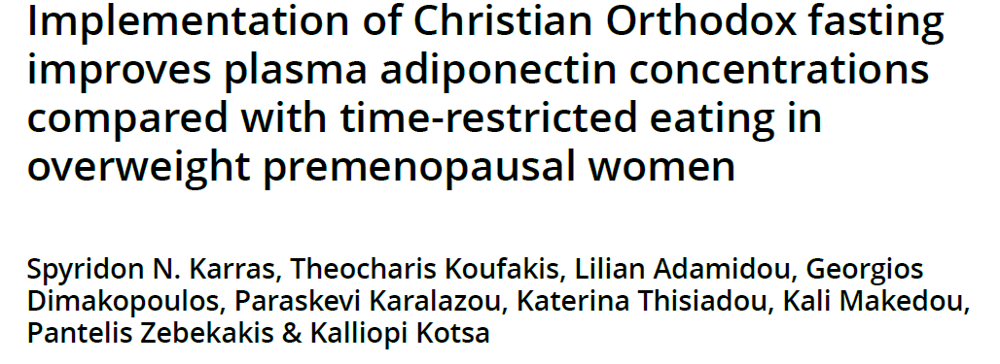 Implementation of Christian Orthodox fasting
improves plasma adiponectin concentrations
compared with time-restricted eating in
overweight premenopausal women
Spyridon N. Karras, Theocharis Koufakis, Lilian Adamidou, Georgios
Dimakopoulos, Paraskevi Karalazou, Katerina Thisiadou, Kali Makedou,
Pantelis Zebekakis & Kalliopi Kotsa